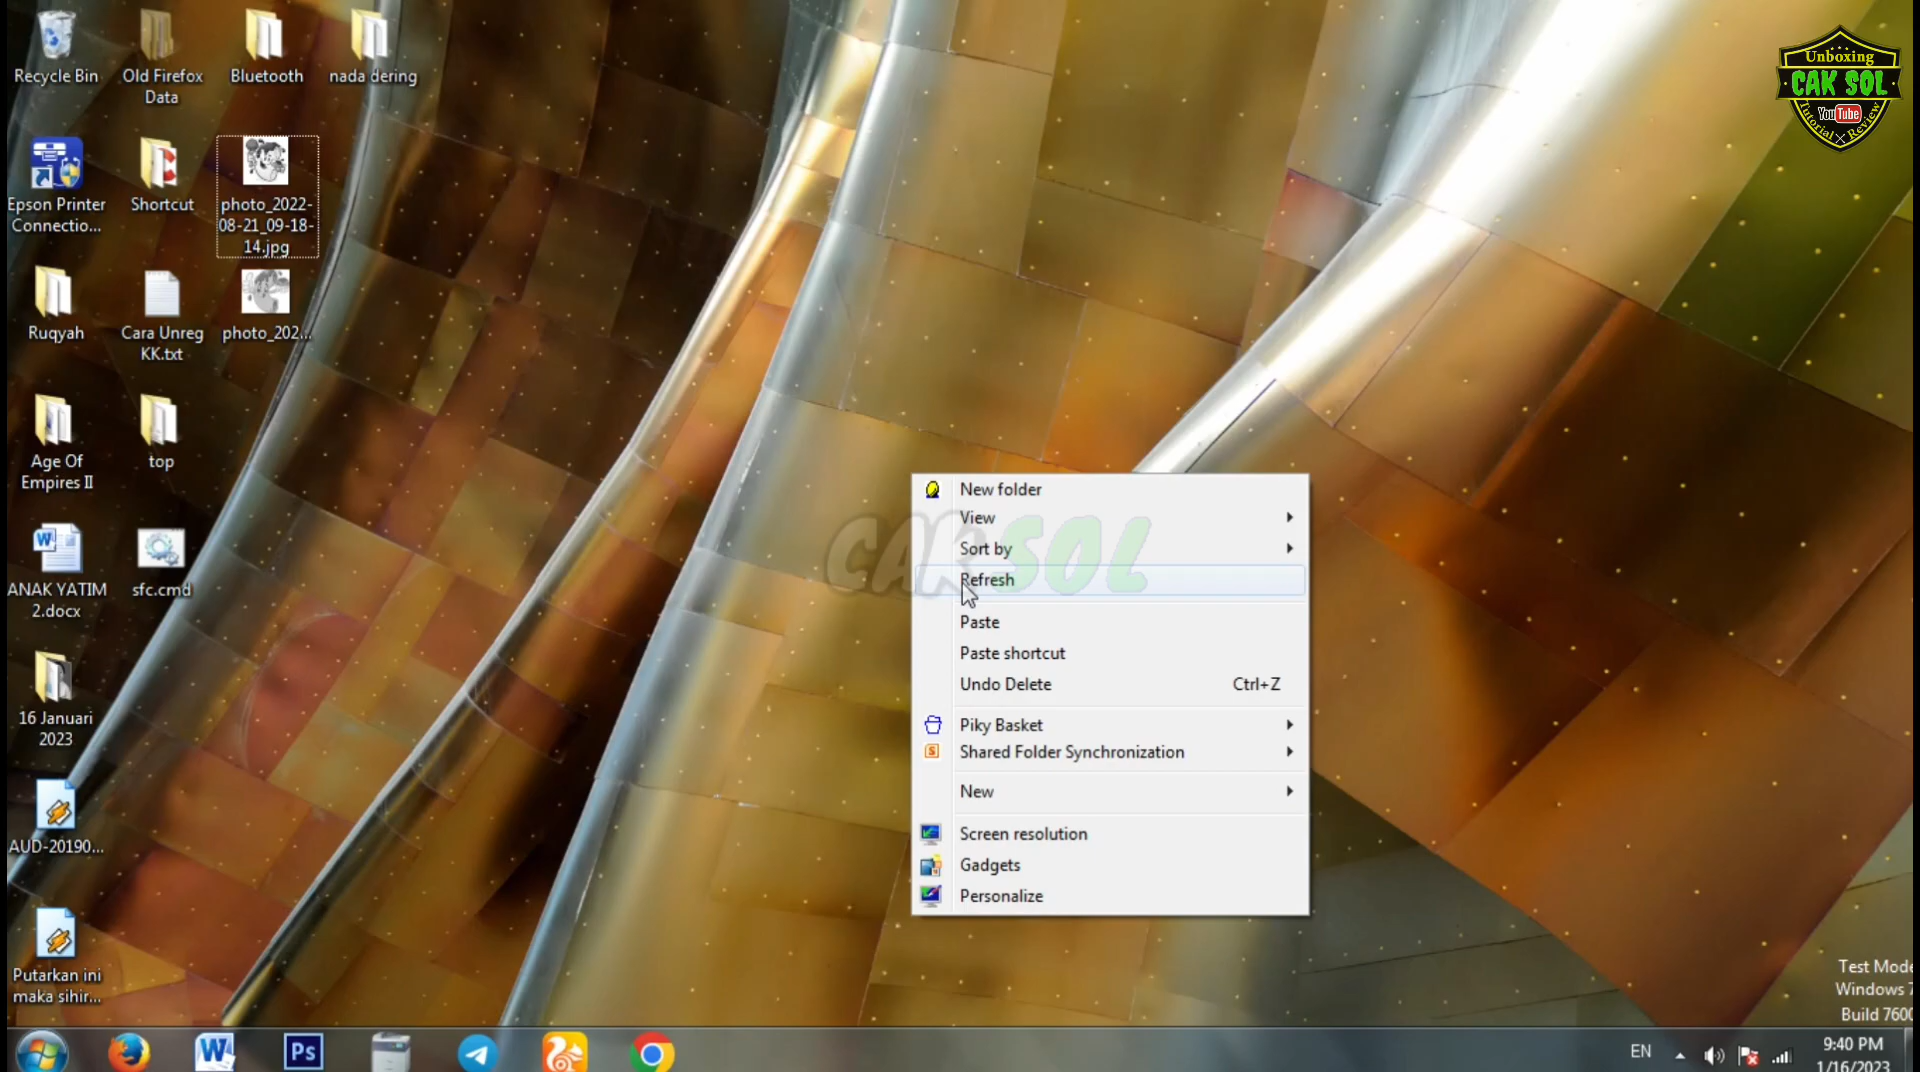 Recycle Bin
Old Firefox
Data
Bluetooth
nada dering
Epson Printer
Connectio...
Shortcut
photo_2022-
08-21_09-18-
14.jpg
Ruqyah
Cara Unreg
KK.txt
photo_202...
Age Of
Empires II
top
ANAK YATIM
2.docx
sfc.cmd
16 Januari
2023
AUD-20190...
Putarkan ini
maka sihir...
Unboxing
CAK SOL
YouTube
Tutorial X Review
CAK SOL
New folder
View
Sort by
Refresh
Paste
Paste shortcut
Undo Delete Ctrl+Z
Piky Basket
Shared Folder Synchronization
New
Screen resolution
Gadgets
Personalize
Test Mode
Windows 7
Build 7600
W
Ps
EN
9:40 PM
1/16/2023